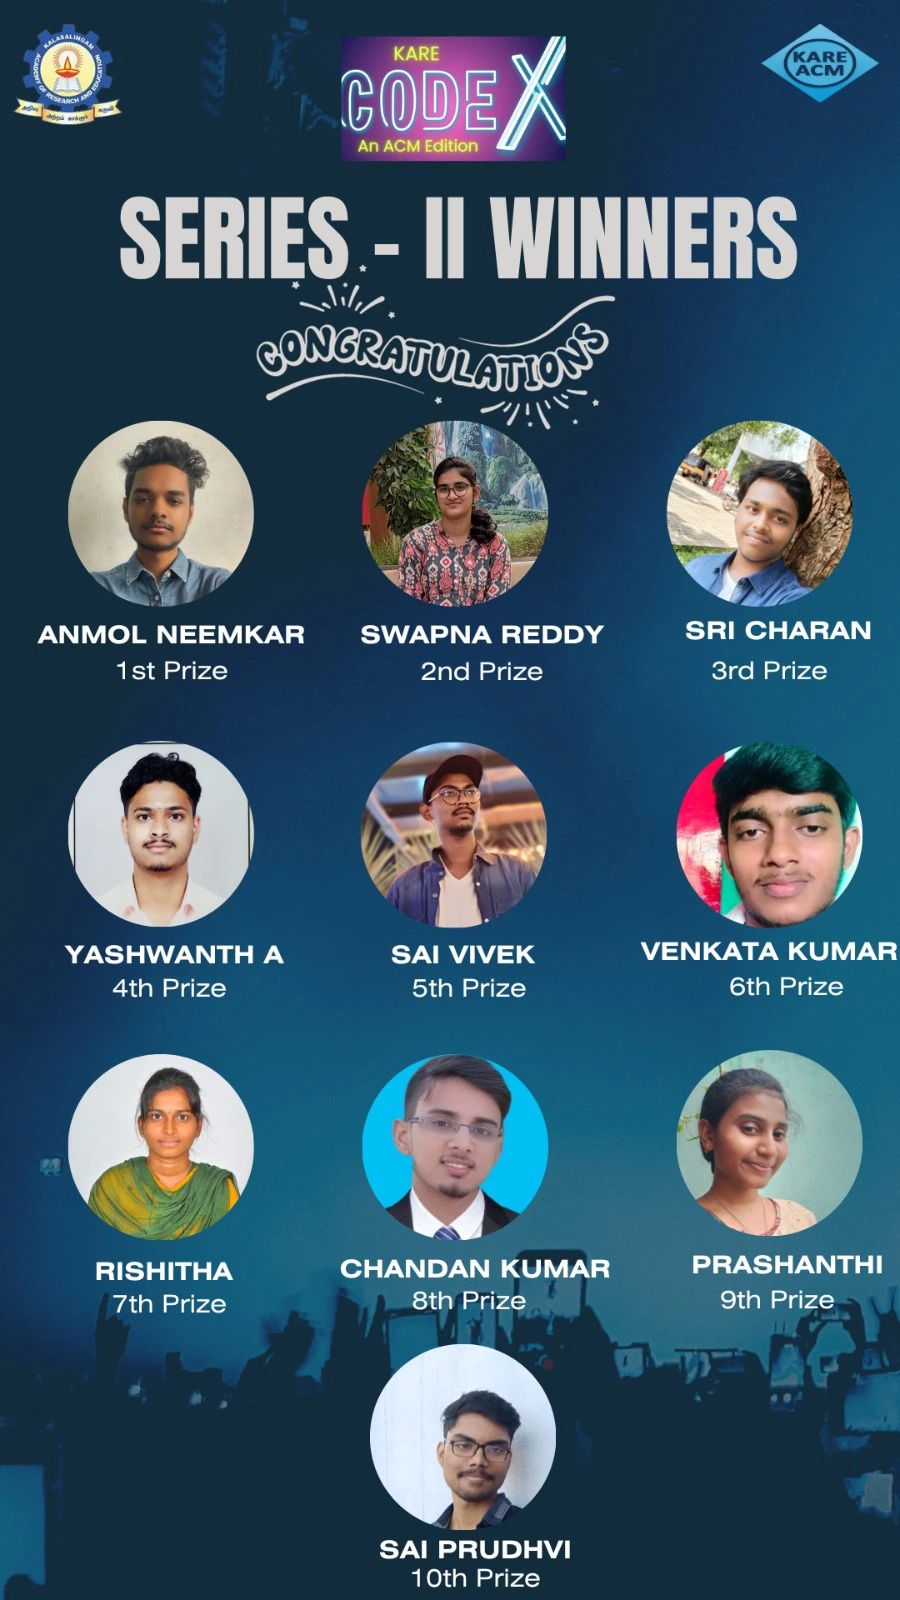 KALASALINGAM
ACADEMY OF RESEARCH AND EDUCATION
KARE
CODE X
An ACM Edition
KARE
ACM
SERIES - II WINNERS
CONGRATULATIONS
ANMOL NEEMKAR
1st Prize
SWAPNA REDDY
2nd Prize
SRI CHARAN
3rd Prize
YASHWANTH A
4th Prize
SAI VIVEK
5th Prize
VENKATA KUMAR
6th Prize
RISHITHA
7th Prize
CHANDAN KUMAR
8th Prize
PRASHANTHI
9th Prize
SAI PRUDHVI
10th Prize